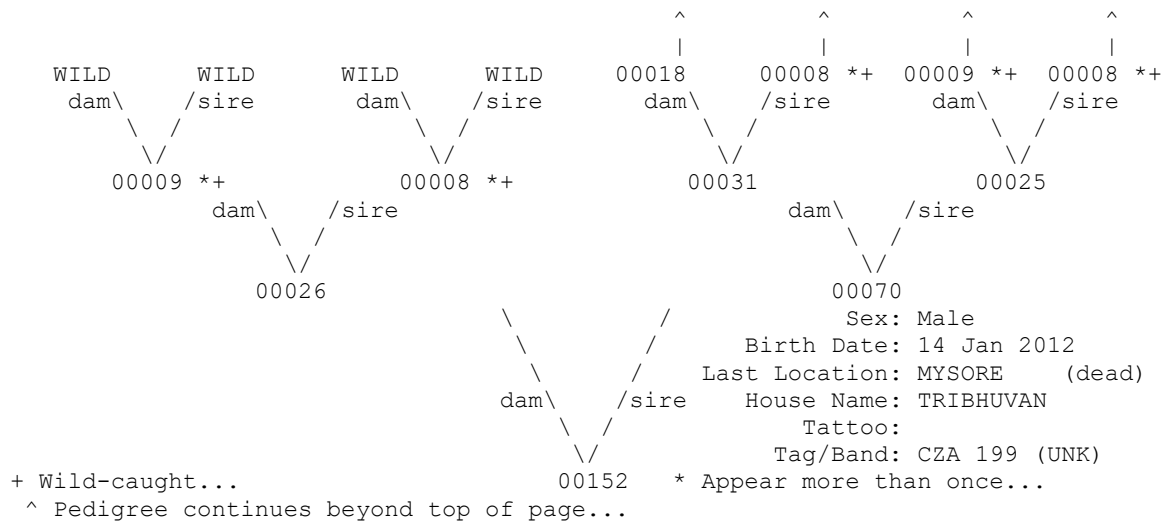 ^ ^ ^ ^
| | | |
WILD WILD WILD WILD 00018 00008 *+ 00009 *+ 00008 *+
dam\ /sire dam\ /sire dam\ /sire dam\ /sire
\ / \ / \ / \ /
\/ \/ \/ \/
00009 *+ 00008 *+ 00031 00025
dam\ /sire dam\ /sire
\ / \ /
\/ \/
00026 00070
\ / Sex: Male
\ / Birth Date: 14 Jan 2012
\ / Last Location: MYSORE (dead)
dam\ /sire House Name: TRIBHUVAN
\ / Tattoo:
\/ Tag/Band: CZA 199 (UNK)
+ Wild-caught... 00152 * Appear more than once...
^ Pedigree continues beyond top of page...